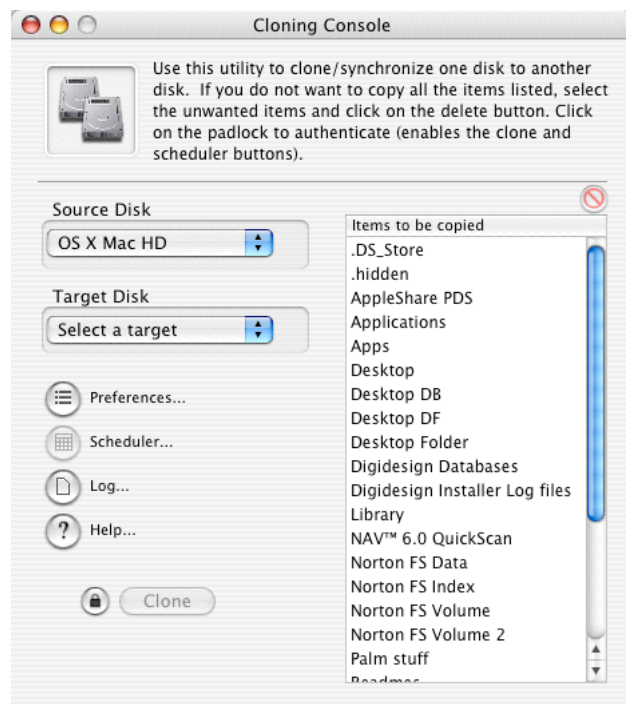 Cloning Console
Use this utility to clone/synchronize one disk to another
disk. If you do not want to copy all the items listed, select
the unwanted items and click on the delete button. Click
on the padlock to authenticate (enables the clone and
scheduler buttons).
Source Disk
OS X Mac HD
Target Disk
Select a target
Preferences...
Scheduler...
Log...
? Help...
Clone
Items to be copied
.DS_Store
.hidden
AppleShare PDS
Applications
Apps
Desktop
Desktop DB
Desktop DF
Desktop Folder
Digidesign Databases
Digidesign Installer Log files
Library
NAV™ 6.0 QuickScan
Norton FS Data
Norton FS Index
Norton FS Volume
Norton FS Volume 2
Palm stuff
Readmes